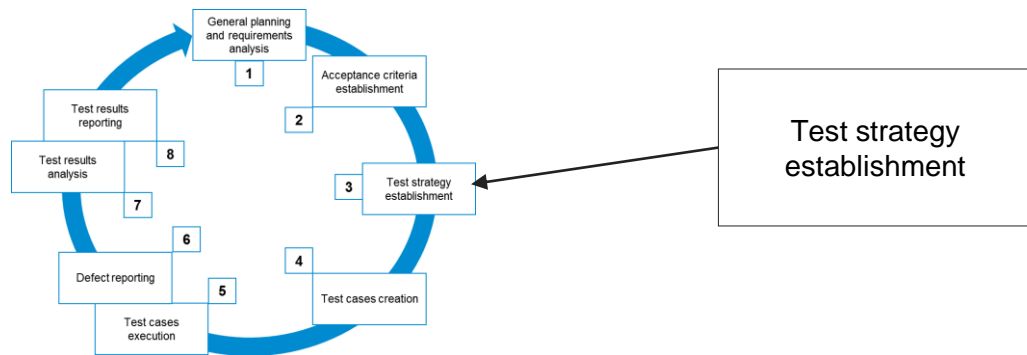 General planning
and requirements
analysis
1
Acceptance criteria
establishment
2
Test strategy
establishment
3
Test cases creation
4
Test cases
execution
5
Defect reporting
6
Test results
analysis
7
Test results
reporting
8
Test strategy
establishment